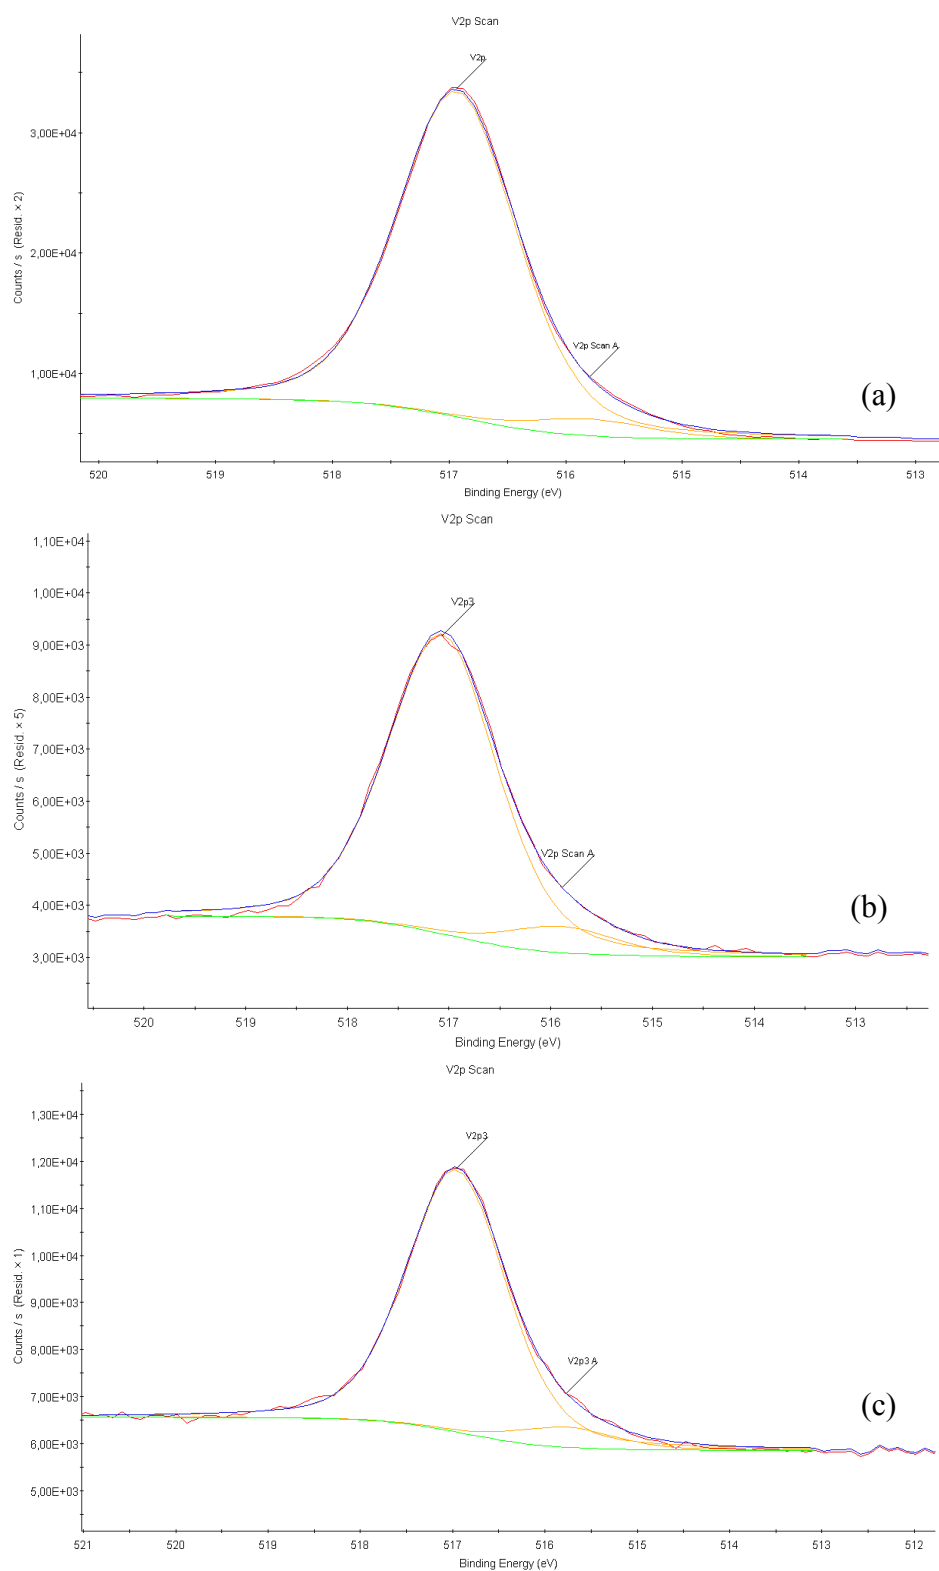 V2p Scan
V2p
3,00E+04
2,00E+04
1,00E+04
Counts / s (Resid. × 2)
V2p Scan A
(a)
520 519 518 517 516 515 514 513
Binding Energy (eV)
V2p Scan
1,10E+04
1,00E+04
9,00E+03
8,00E+03
7,00E+03
6,00E+03
5,00E+03
4,00E+03
3,00E+03
Counts / s (Resid. × 5)
V2p3
V2p Scan A
(b)
520 519 518 517 516 515 514 513
Binding Energy (eV)
V2p Scan
1,30E+04
1,20E+04
1,10E+04
1,00E+04
9,00E+03
8,00E+03
7,00E+03
6,00E+03
5,00E+03
Counts / s (Resid. × 1)
V2p3
V2p3 A
(c)
521 520 519 518 517 516 515 514 513 512
Binding Energy (eV)